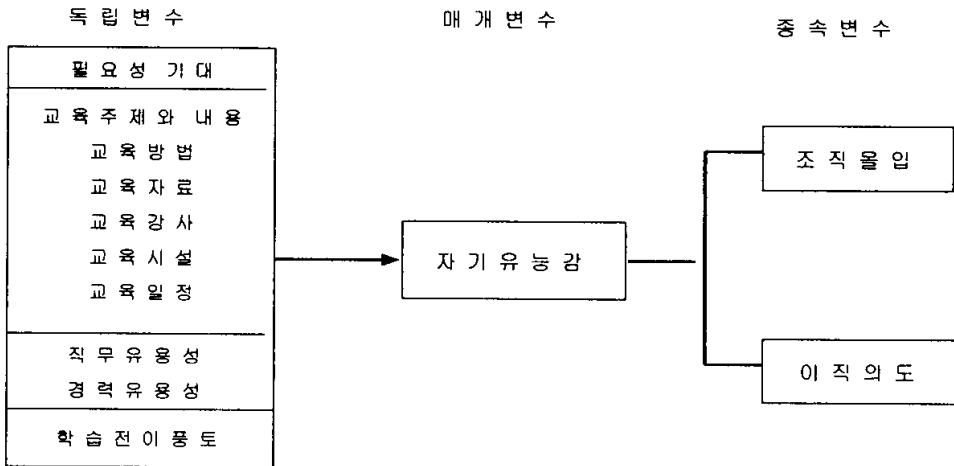 독립변수
매개변수
종속변수
필요성 기대
교육주제와 내용
교육방법
교육자료
교육강사
교육시설
교육일정
직무유용성
경력유용성
학습전이풍토
자기유능감
조직몰입
이직의도